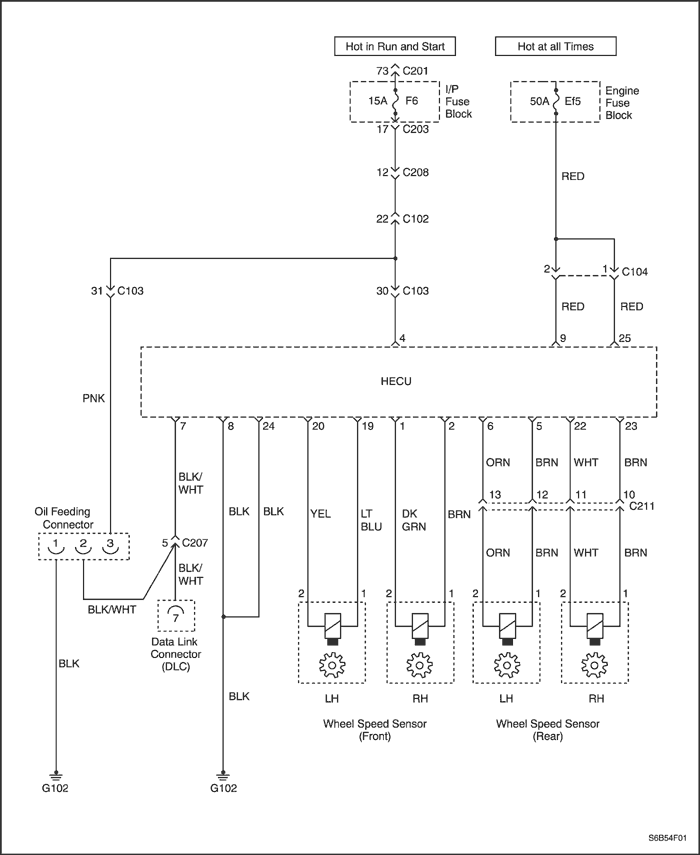 Hot in Run and Start
Hot at all Times
73 C201
15A F6
I/P
Fuse
Block
50A Ef5
Engine
Fuse
Block
17 C203
12 C208
RED
22 C102
2 1 C104
31 C103
30 C103
RED RED
4 9 25
HECU
PNK
7 8 24 20 19 1 2 6 5 22 23
BLK/
WHT
ORN BRN WHT BRN
13 12 11 10
C211
Oil Feeding
Connector
1 2 3
BLK BLK YEL
LT
BLU
DK
GRN
BRN
5 C207
BLK/
WHT
ORN BRN WHT BRN
BLK/WHT
7
Data Link
Connector
(DLC)
2 1 2 1 2 1 2 1
BLK
BLK
LH RH LH RH
Wheel Speed Sensor
(Front)
Wheel Speed Sensor
(Rear)
G102
G102
S6B54F01